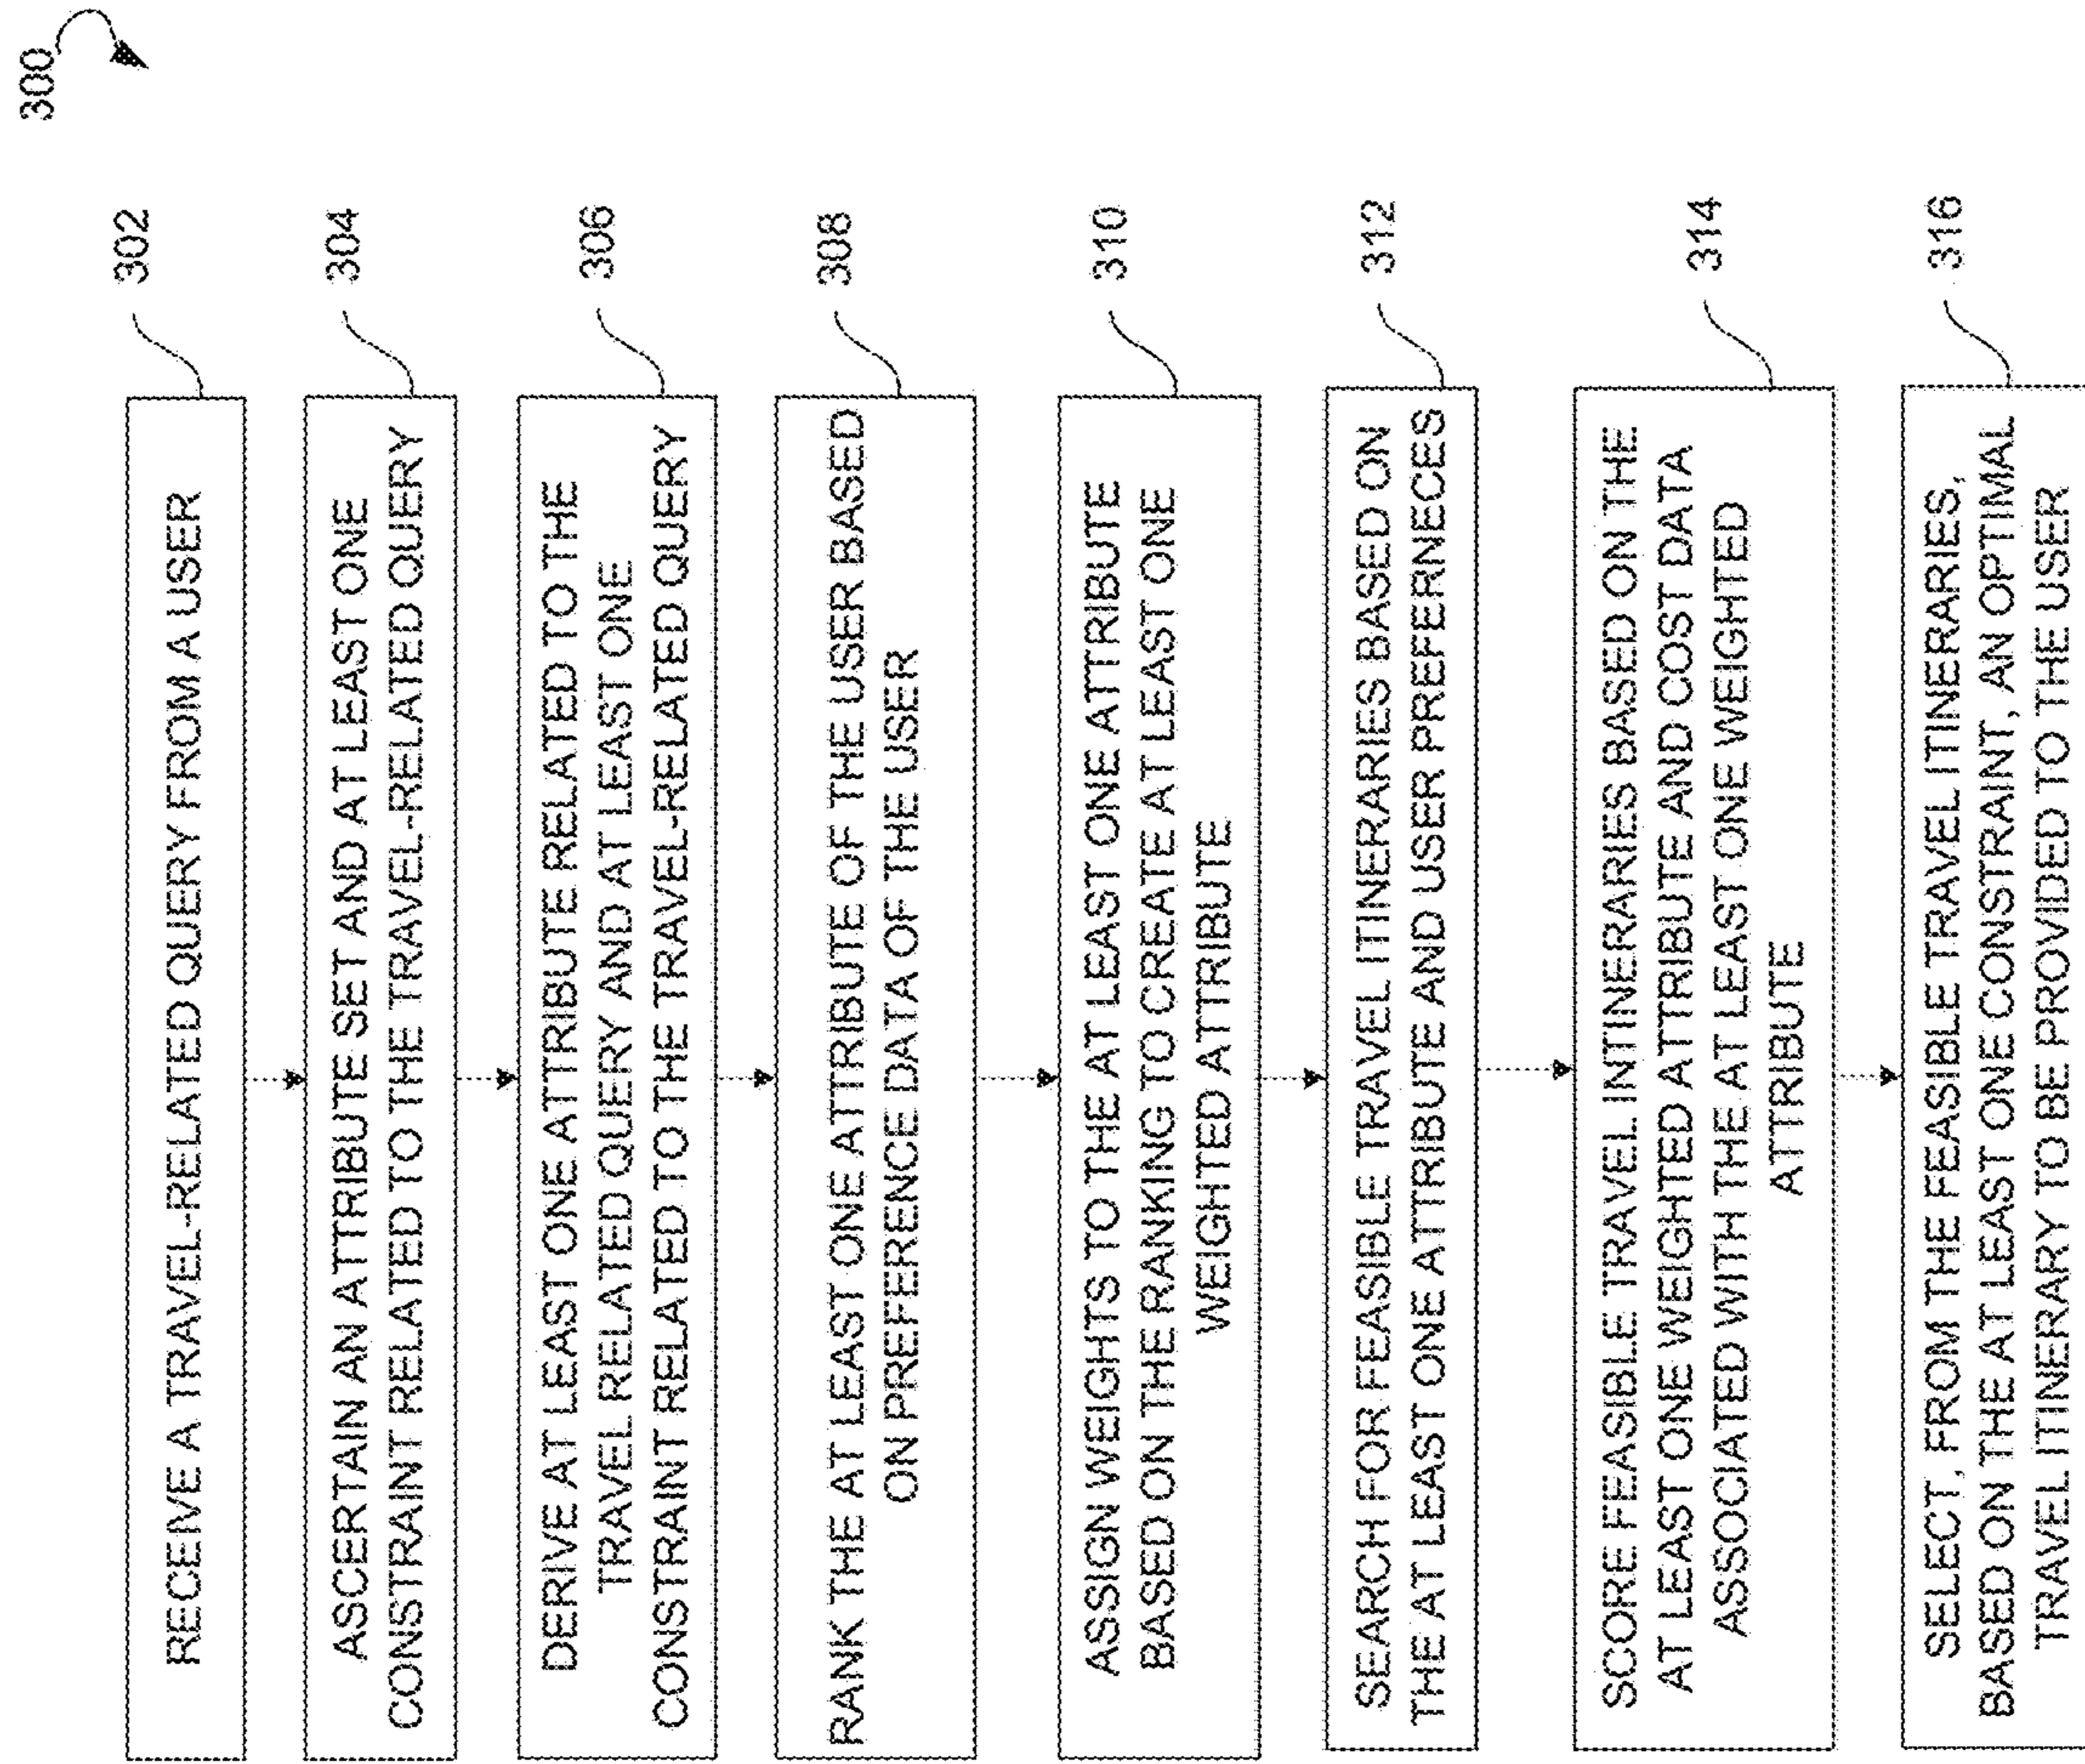 300
302
RECEIVE A TRAVEL-RELATED QUERY FROM A USER
304
ASCERTAIN AN ATTRIBUTE SET AND AT LEAST ONE
CONSTRAINT RELATED TO THE TRAVEL-RELATED QUERY
306
DERIVE AT LEAST ONE ATTRIBUTE RELATED TO THE
TRAVEL RELATED QUERY AND AT LEAST ONE
CONSTRAINT RELATED TO THE TRAVEL-RELATED QUERY
308
RANK THE AT LEAST ONE ATTRIBUTE OF THE USER BASED
ON PREFERENCE DATA OF THE USER
310
ASSIGN WEIGHTS TO THE AT LEAST ONE ATTRIBUTE
BASED ON THE RANKING TO CREATE AT LEAST ONE
WEIGHTED ATTRIBUTE
312
SEARCH FOR FEASIBLE TRAVEL ITINERARIES BASED ON
THE AT LEAST ONE ATTRIBUTE AND USER PREFERNECES
314
SCORE FEASIBLE TRAVEL INTINERARIES BASED ON THE
AT LEAST ONE WEIGHTED ATTRIBUTE AND COST DATA
ASSOCIATED WITH THE AT LEAST ONE WEIGHTED
ATTRIBUTE
316
SELECT, FROM THE FEASIBLE TRAVEL ITINERARIES,
BASED ON THE AT LEAST ONE CONSTRAINT, AN OPTIMAL
TRAVEL ITINERARY TO BE PROVIDED TO THE USER